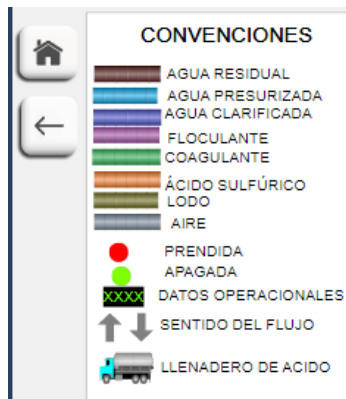 CONVENCIONES
AGUA RESIDUAL
AGUA PRESURIZADA
AGUA CLARIFICADA
FLOCULANTE
COAGULANTE
ÁCIDO SULFÚRICO
LODO
AIRE
PRENDIDA
APAGADA
XXXX DATOS OPERACIONALES
SENTIDO DEL FLUJO
LLENADERO DE ACIDO